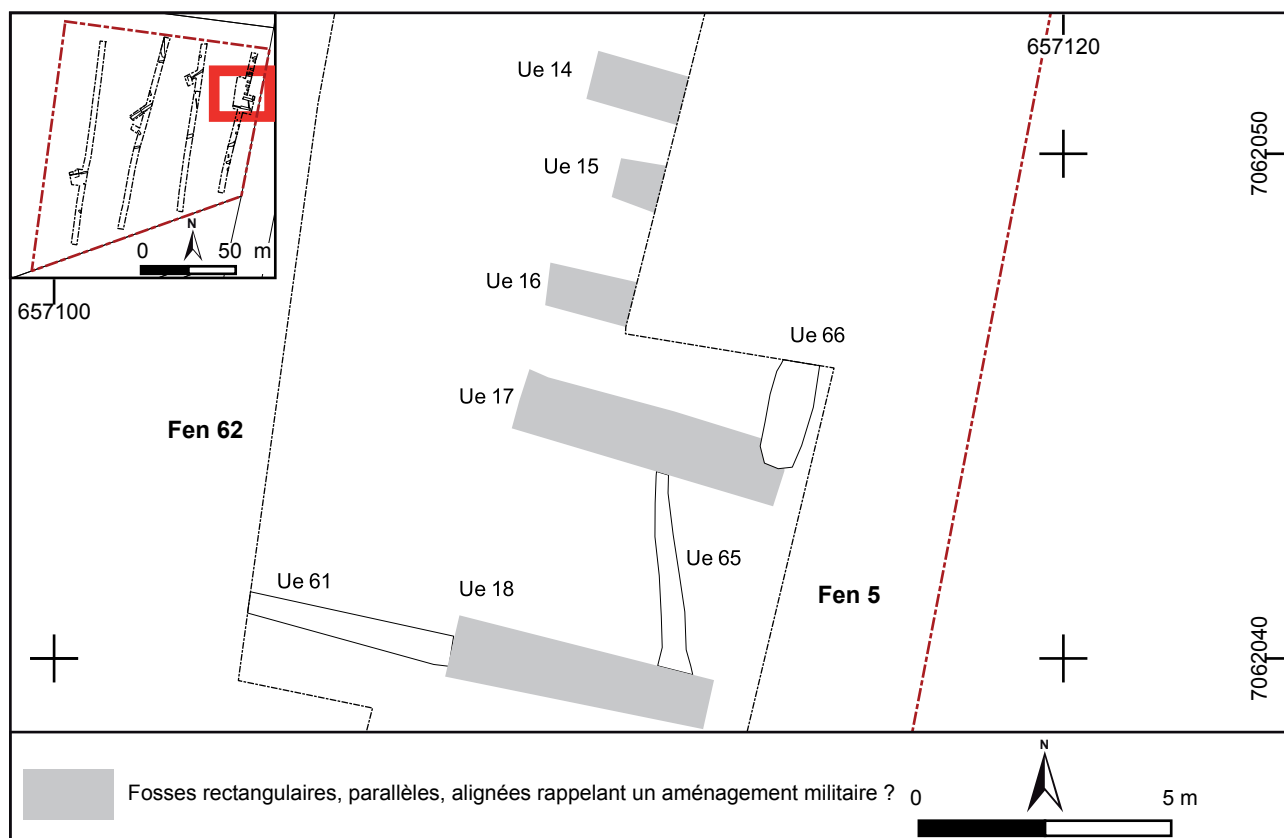 N
0 50 m
657120
7062050
657100
Ue 14
Ue 15
Ue 16
Ue 66
Ue 17
Fen 62
Ue 65
Ue 61
Ue 18
Fen 5
7062040
N
Fosses rectangulaires, parallèles, alignées rappelant un aménagement militaire ?
0 5 m